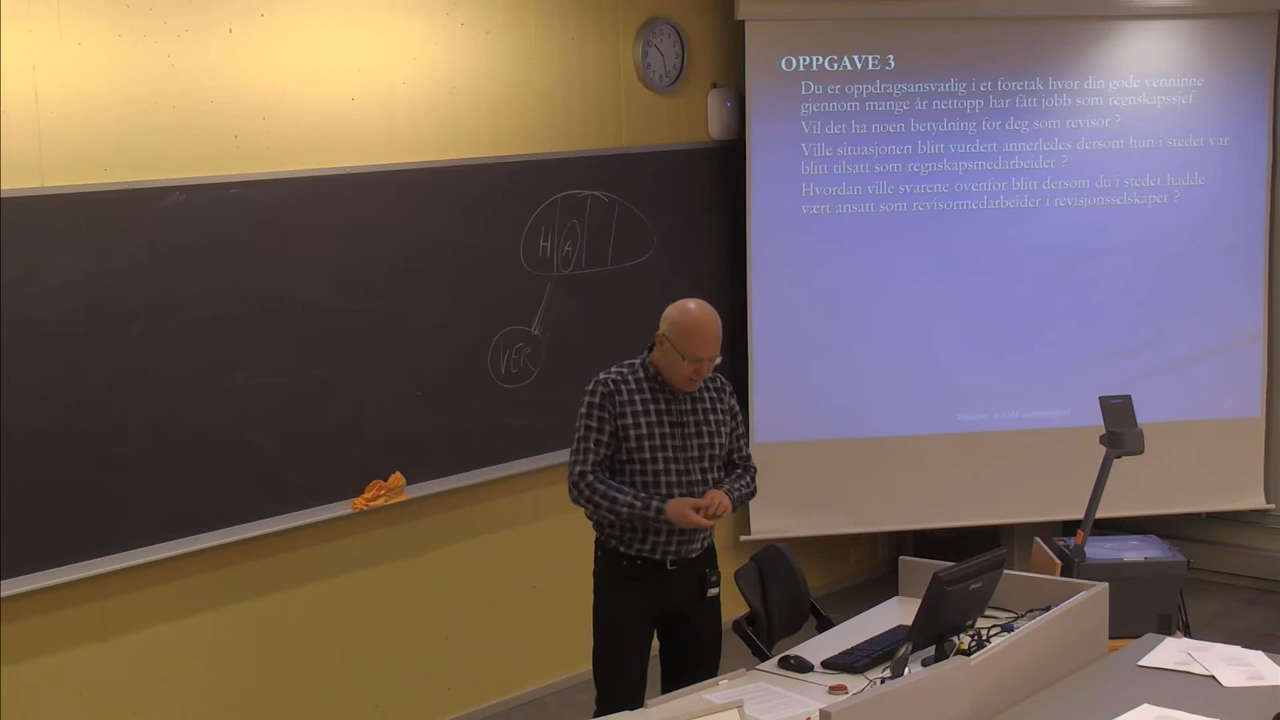 OPPGAVE 3
Du er oppdragsansvarlig i et foretak hvor din gode venninne
gjennom mange år nettopp har fått jobb som regnskapssjef.
Vil det ha noen betydning for deg som revisor ?
Ville situasjonen blitt vurdert annerledes dersom hun i stedet var
blitt tilsatt som regnskapsmedarbeider ?
Hvordan ville svarene ovenfor blitt dersom du i stedet hadde
vært ansatt som revisormedarbeider i revisjonsselskapet ?
H A
VER